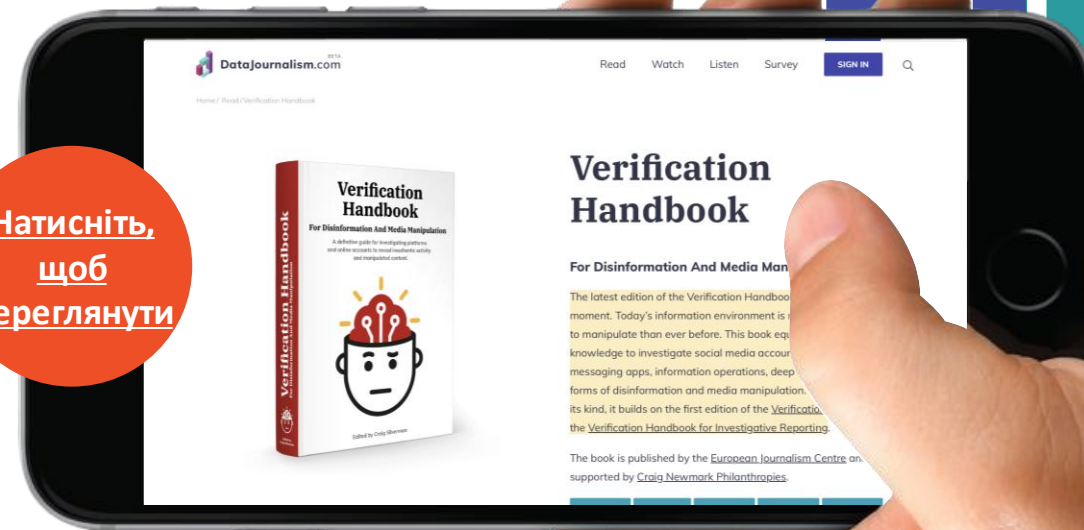 BETA
DataJournalism.com
Read Watch Listen Survey SIGN IN
Home / Read / Verification Handbook
Verification Handbook
For Disinformation And Media Manipulation
Verification
Handbook
For Disinformation And Media Manipulation
A definitive guide for investigating platforms
and online accounts to reveal inauthentic activity
and manipulated content.
Edited by Craig Silverman
Verification
Handbook
For Disinformation And Media Man
The latest edition of the Verification Handboo
moment. Today's information environment is
to manipulate than ever before. This book equ
knowledge to investigate social media accou
messaging apps, information operations, deep
forms of disinformation and media manipulation.
its kind, it builds on the first edition of the Verificatio
the Verification Handbook for Investigative Reporting.
The book is published by the European Journalism Centre an
supported by Craig Newmark Philanthropies.
Натисніть,
щоб
ереглянути